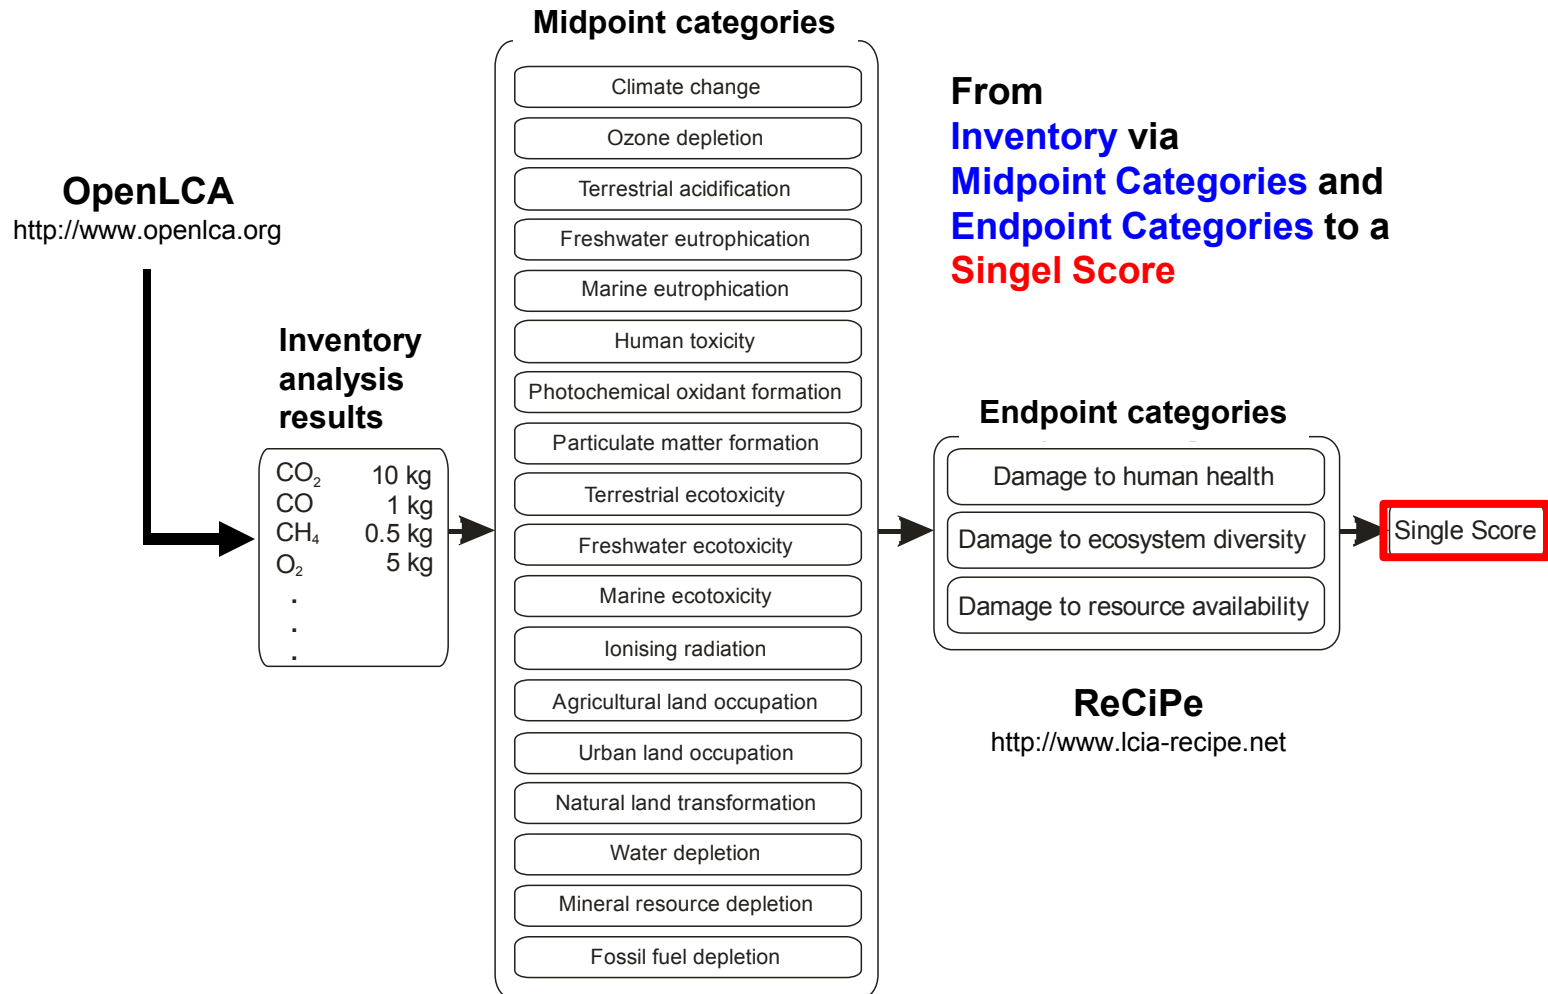 Midpoint categories
Climate change
Ozone depletion
Terrestrial acidification
Freshwater eutrophication
Marine eutrophication
Human toxicity
Photochemical oxidant formation
Particulate matter formation
Terrestrial ecotoxicity
Freshwater ecotoxicity
Marine ecotoxicity
Ionising radiation
Agricultural land occupation
Urban land occupation
Natural land transformation
Water depletion
Mineral resource depletion
Fossil fuel depletion
From
Inventory via
Midpoint Categories and
Endpoint Categories to a
Singel Score
OpenLCA
http://www.openlca.org
Inventory
analysis
results
CO₂ 10 kg
CO 1 kg
CH₄ 0.5 kg
O₂ 5 kg
.
.
.
Endpoint categories
Damage to human health
Damage to ecosystem diversity
Damage to resource availability
Single Score
ReCiPe
http://www.lcia-recipe.net